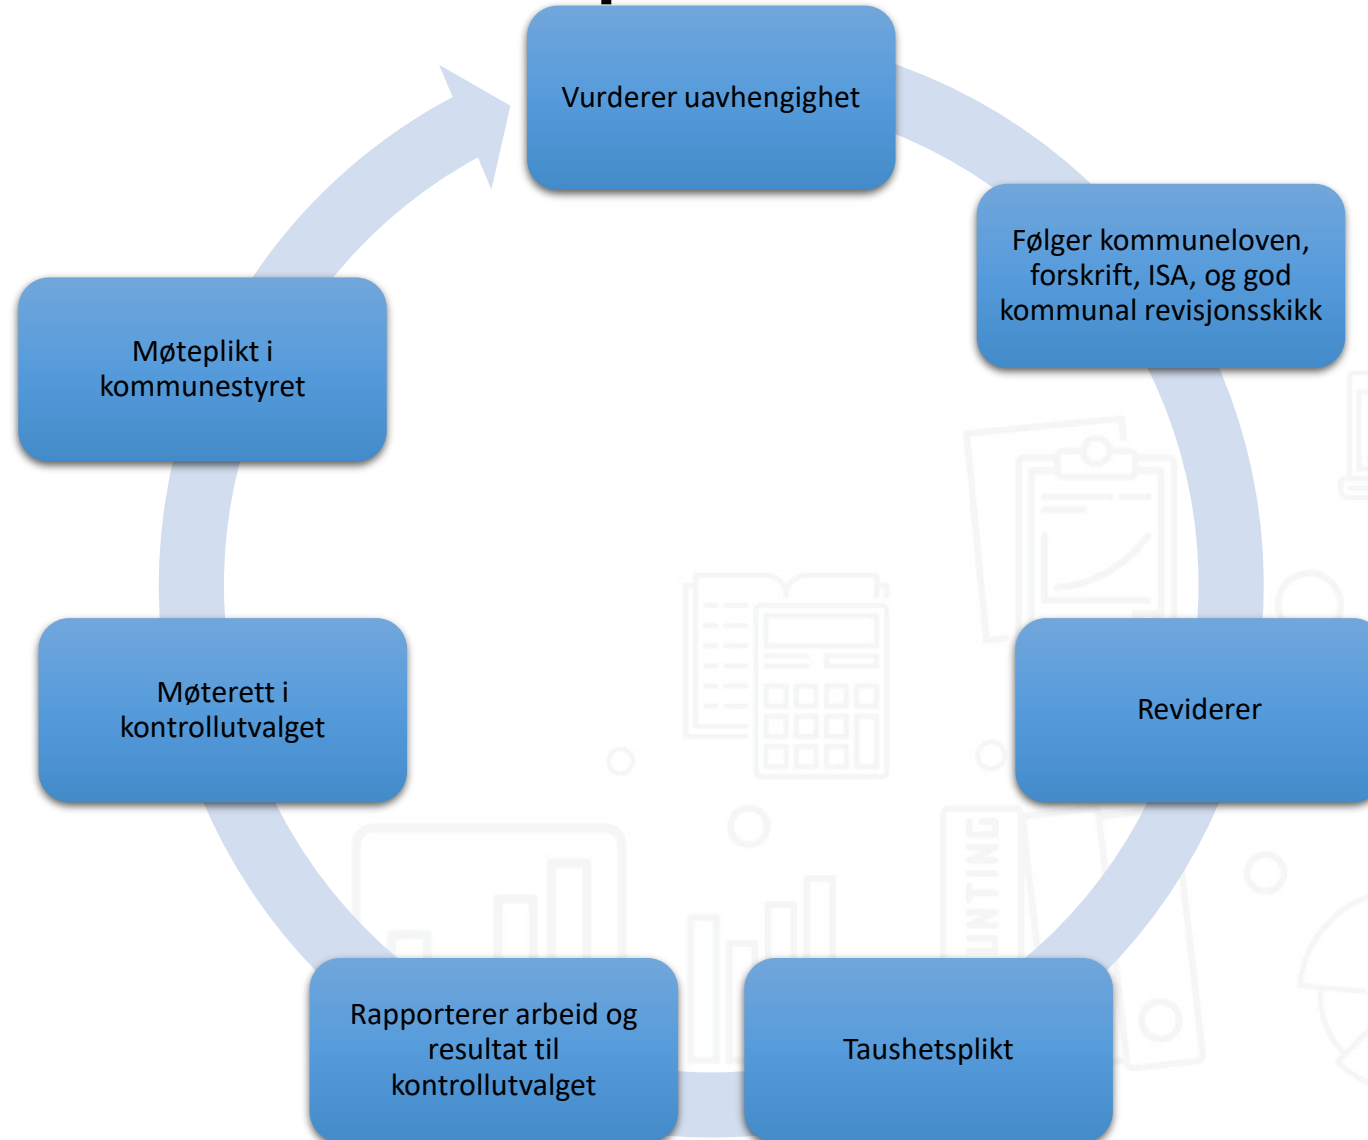 Vurderer uavhengighet
Følger kommuneloven,
forskrift, ISA, og god
kommunal revisjonsskikk
Reviderer
Taushetsplikt
Rapporterer arbeid og
resultat til
kontrollutvalget
Møterett i
kontrollutvalget
Møteplikt i
kommunestyret
UNTING